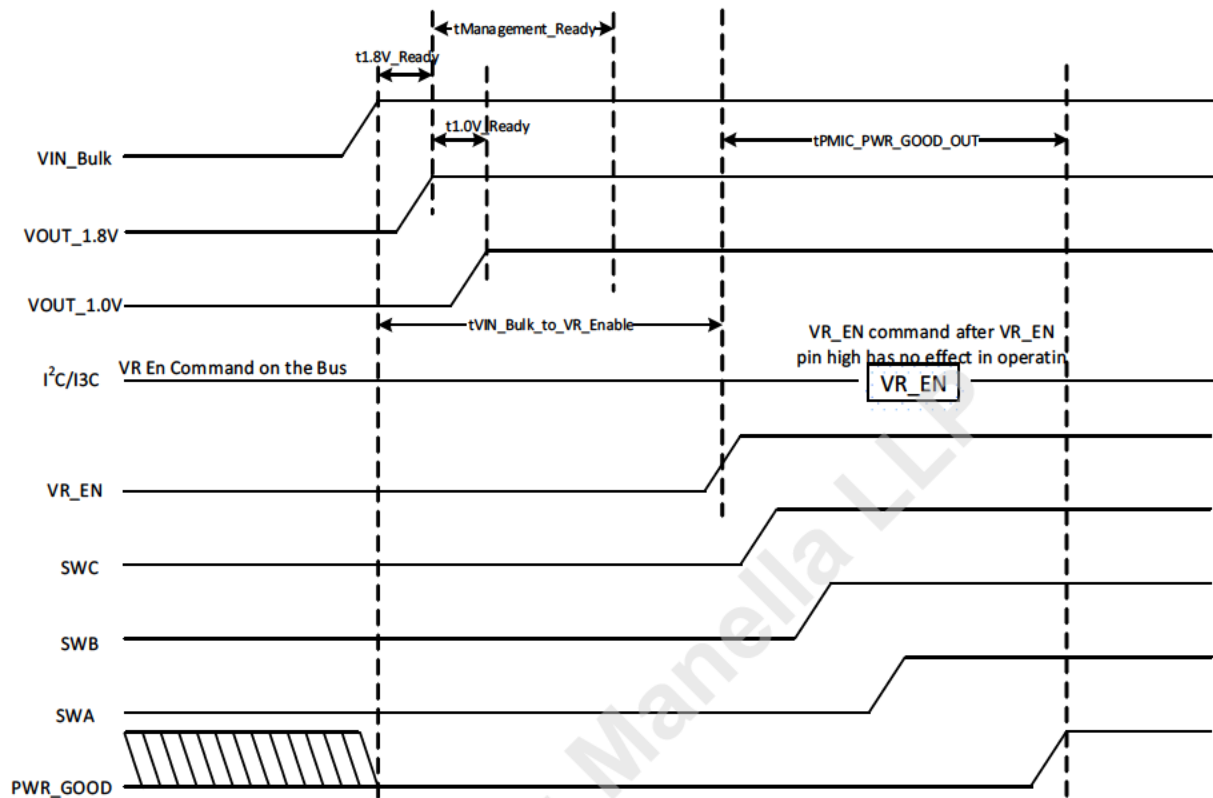 tManagement_Ready
t1.8V_Ready
t1.0V_Ready
VIN_Bulk
tPMIC_PWR_GOOD_OUT
VOUT_1.8V
VOUT_1.0V
tVIN_Bulk_to_VR_Enable
VR_EN command after VR_EN
pin high has no effect in operatin
I²C/I3C VR En Command on the Bus
VR_EN
VR_EN
SWC
SWB
SWA
PWR_GOOD
Manella LLP